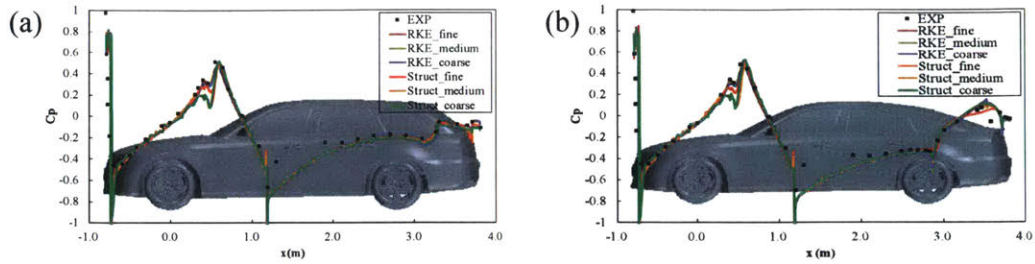 (a)
1
0.8
0.6
0.4
0.2
0
-0.2
-0.4
-0.6
-0.8
-1
Cp
-1.0 0.0 1.0 2.0 3.0 4.0
x(m)
EXP
RKE_fine
RKE_medium
RKE_coarse
Struct_fine
Struct_medium
Struct_coarse
(b)
1
0.8
0.6
0.4
0.2
0
-0.2
-0.4
-0.6
-0.8
-1
Cp
-1.0 0.0 1.0 2.0 3.0 4.0
x (m)
EXP
RKE_fine
RKE_medium
RKE_coarse
Struct_fine
Struct_medium
Struct_coarse